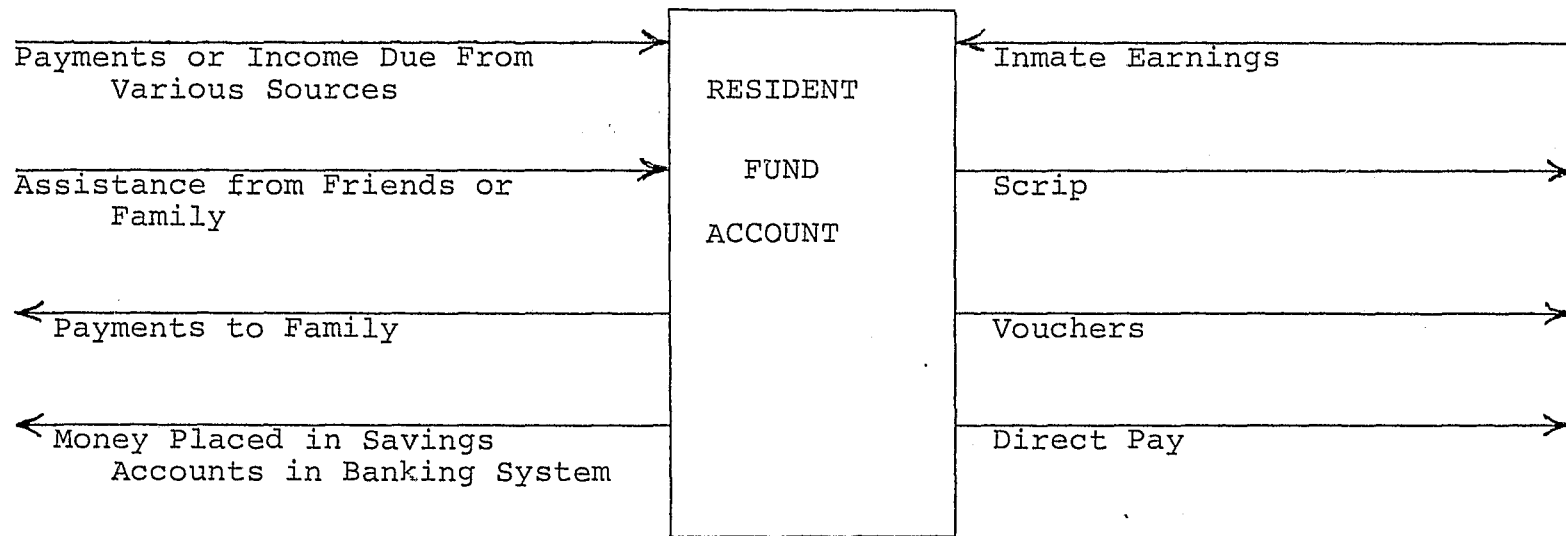 Payments or Income Due From
Various Sources
Assistance from Friends or
Family
Payments to Family
Money Placed in Savings
Accounts in Banking System
RESIDENT
FUND
ACCOUNT
Inmate Earnings
Scrip
Vouchers
Direct Pay